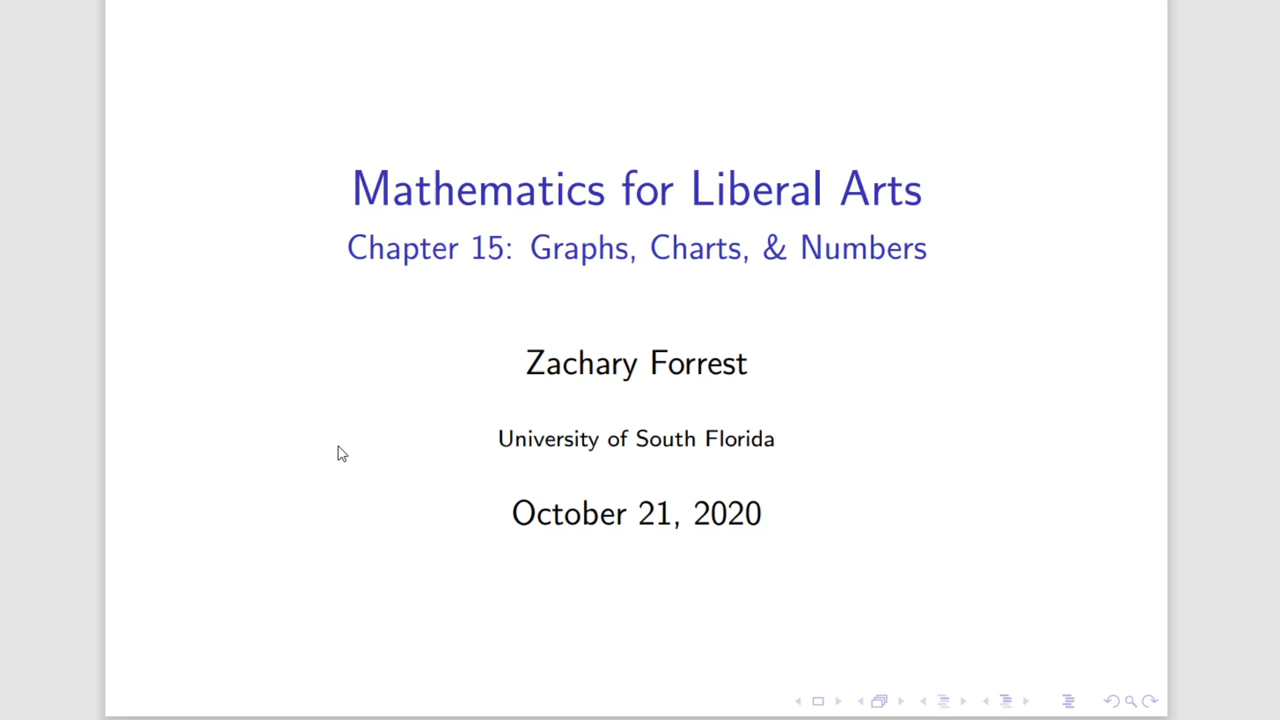 Mathematics for Liberal Arts
Chapter 15: Graphs, Charts, & Numbers
Zachary Forrest
University of South Florida
October 21, 2020